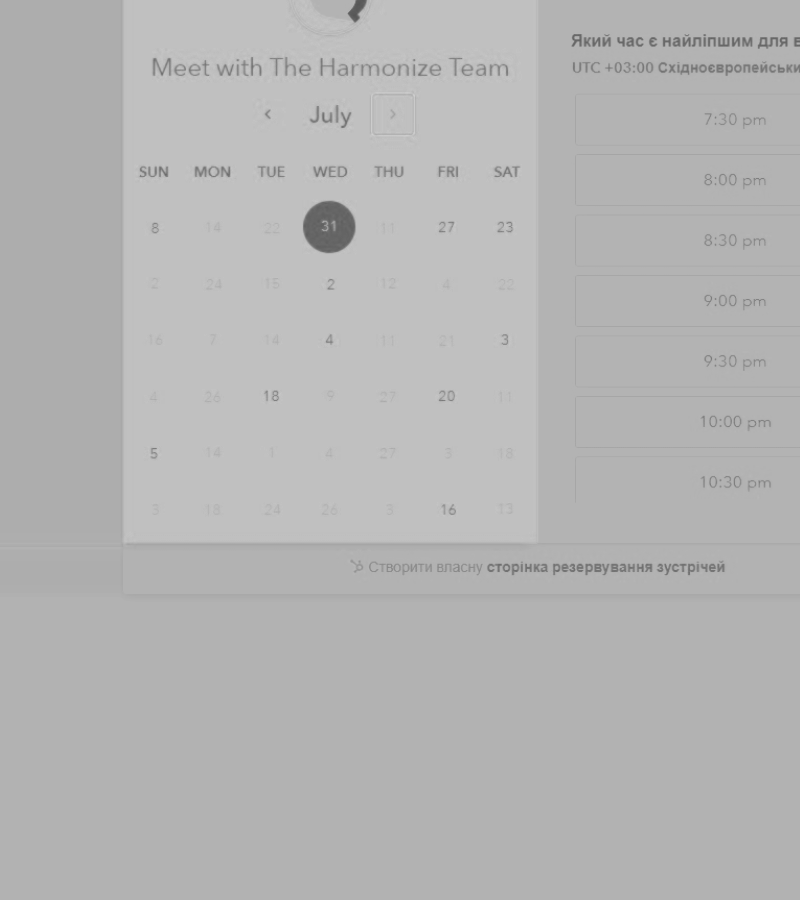 Meet with The Harmonize Team
July
SUN MON TUE WED THU FRI SAT
8 14 22 31 11 27 23
2 24 15 2 12 4 22
16 7 14 4 11 21 3
4 26 14 18 9 27 20 11
5 14 1 4 27 3 18
3 18 24 26 3 16 13
Який час є найліпшим для
UTC +03:00 Східноєвропейськи
7:30 pm
8:00 pm
8:30 pm
9:00 pm
9:30 pm
10:00 pm
10:30 pm
Створити власну сторінка резервування зустрічей